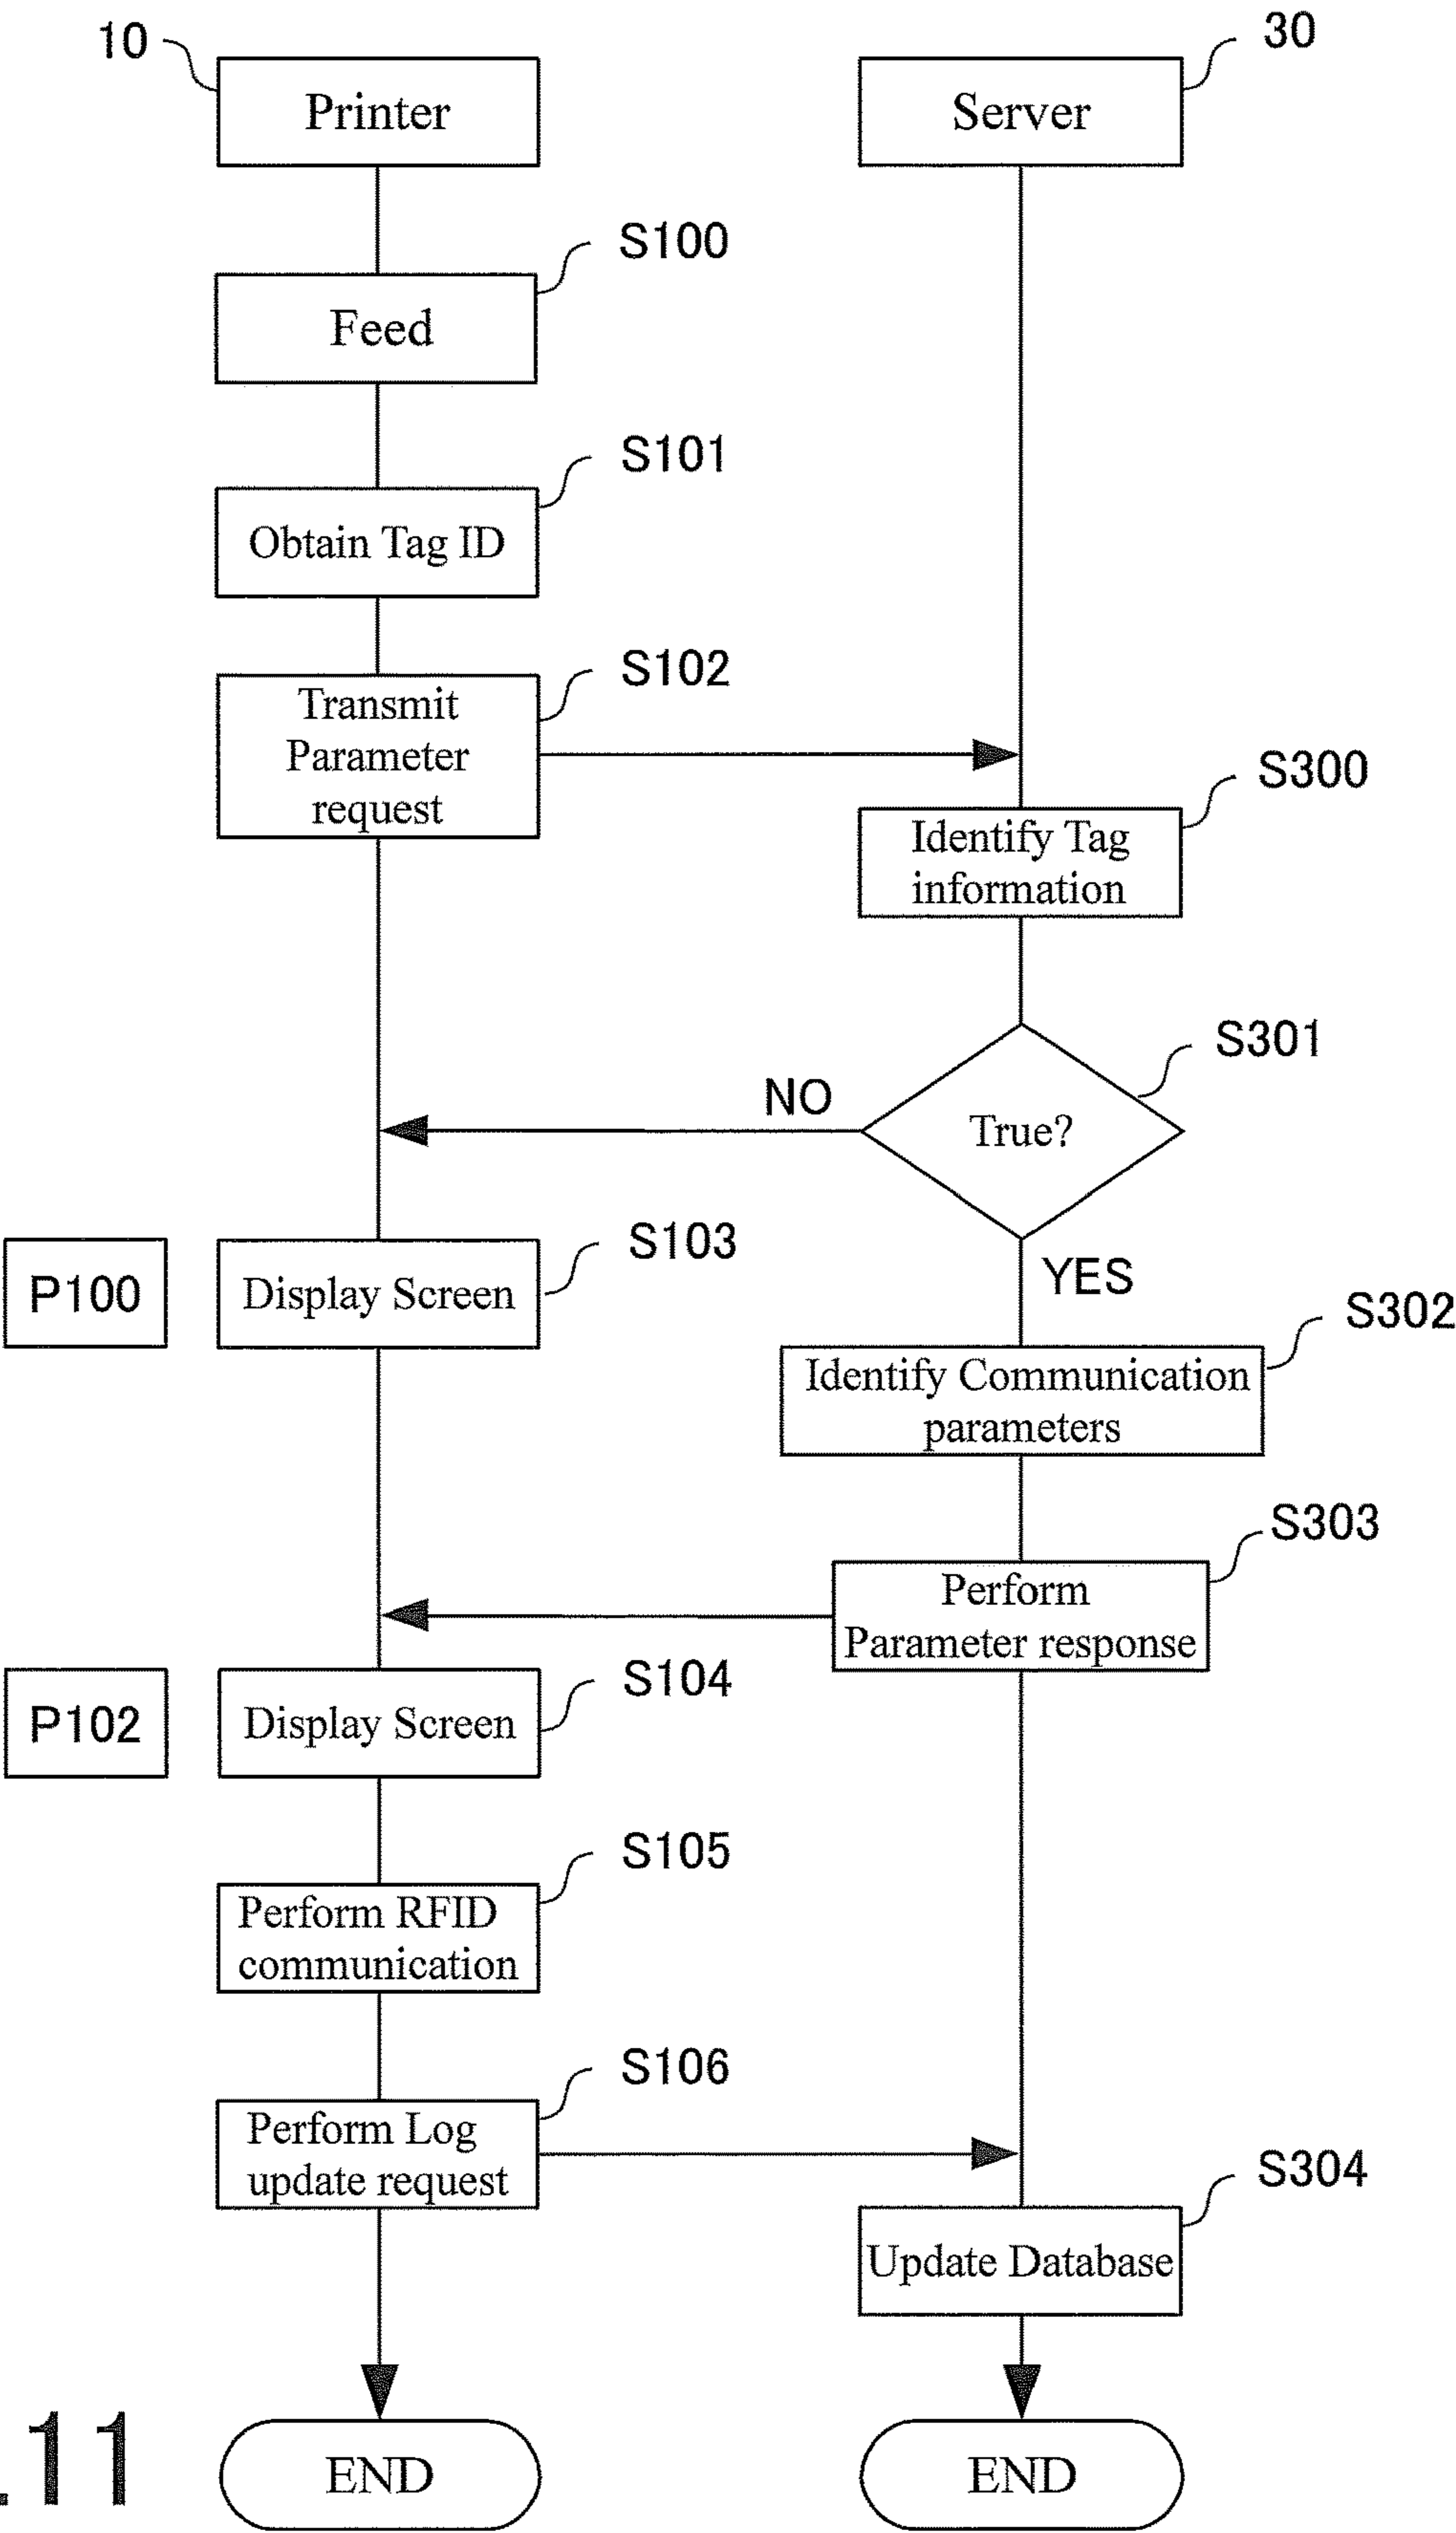 10
Printer
30
Server
S100
Feed
S101
Obtain Tag ID
S102
Transmit
Parameter
request
S300
Identify Tag
information
S301
True?
NO
YES
P100
S103
Display Screen
S302
Identify Communication
parameters
S303
Perform
Parameter response
P102
S104
Display Screen
S105
Perform RFID
communication
S106
Perform Log
update request
S304
Update Database
END
END
.11